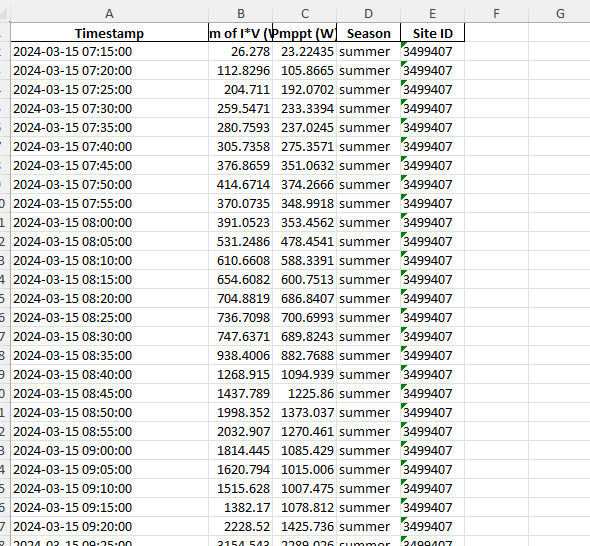 A B C D E F G
Timestamp m of I*V (V Pmppt (W) Season Site ID
2024-03-15 07:15:00 26.278 23.22435 summer 3499407
2024-03-15 07:20:00 112.8296 105.8665 summer 3499407
2024-03-15 07:25:00 204.711 192.0702 summer 3499407
2024-03-15 07:30:00 259.5471 233.3394 summer 3499407
2024-03-15 07:35:00 280.7593 237.0245 summer 3499407
2024-03-15 07:40:00 305.7358 275.3571 summer 3499407
2024-03-15 07:45:00 376.8659 351.0632 summer 3499407
2024-03-15 07:50:00 414.6714 374.2666 summer 3499407
2024-03-15 07:55:00 370.0735 348.9918 summer 3499407
2024-03-15 08:00:00 391.0523 353.4562 summer 3499407
2024-03-15 08:05:00 531.2486 478.4541 summer 3499407
2024-03-15 08:10:00 610.6608 588.3391 summer 3499407
2024-03-15 08:15:00 654.6082 600.7513 summer 3499407
2024-03-15 08:20:00 704.8819 686.8407 summer 3499407
2024-03-15 08:25:00 736.7098 700.6993 summer 3499407
2024-03-15 08:30:00 747.6371 689.8243 summer 3499407
2024-03-15 08:35:00 938.4006 882.7688 summer 3499407
2024-03-15 08:40:00 1268.915 1094.939 summer 3499407
2024-03-15 08:45:00 1437.789 1225.86 summer 3499407
2024-03-15 08:50:00 1998.352 1373.037 summer 3499407
2024-03-15 08:55:00 2032.907 1270.461 summer 3499407
2024-03-15 09:00:00 1814.445 1085.429 summer 3499407
2024-03-15 09:05:00 1620.794 1015.006 summer 3499407
2024-03-15 09:10:00 1515.628 1007.475 summer 3499407
2024-03-15 09:15:00 1382.17 1078.812 summer 3499407
2024-03-15 09:20:00 2228.52 1425.736 summer 3499407
2024-03-15 09:25:00 3154.543 2289.026 summer 3499407